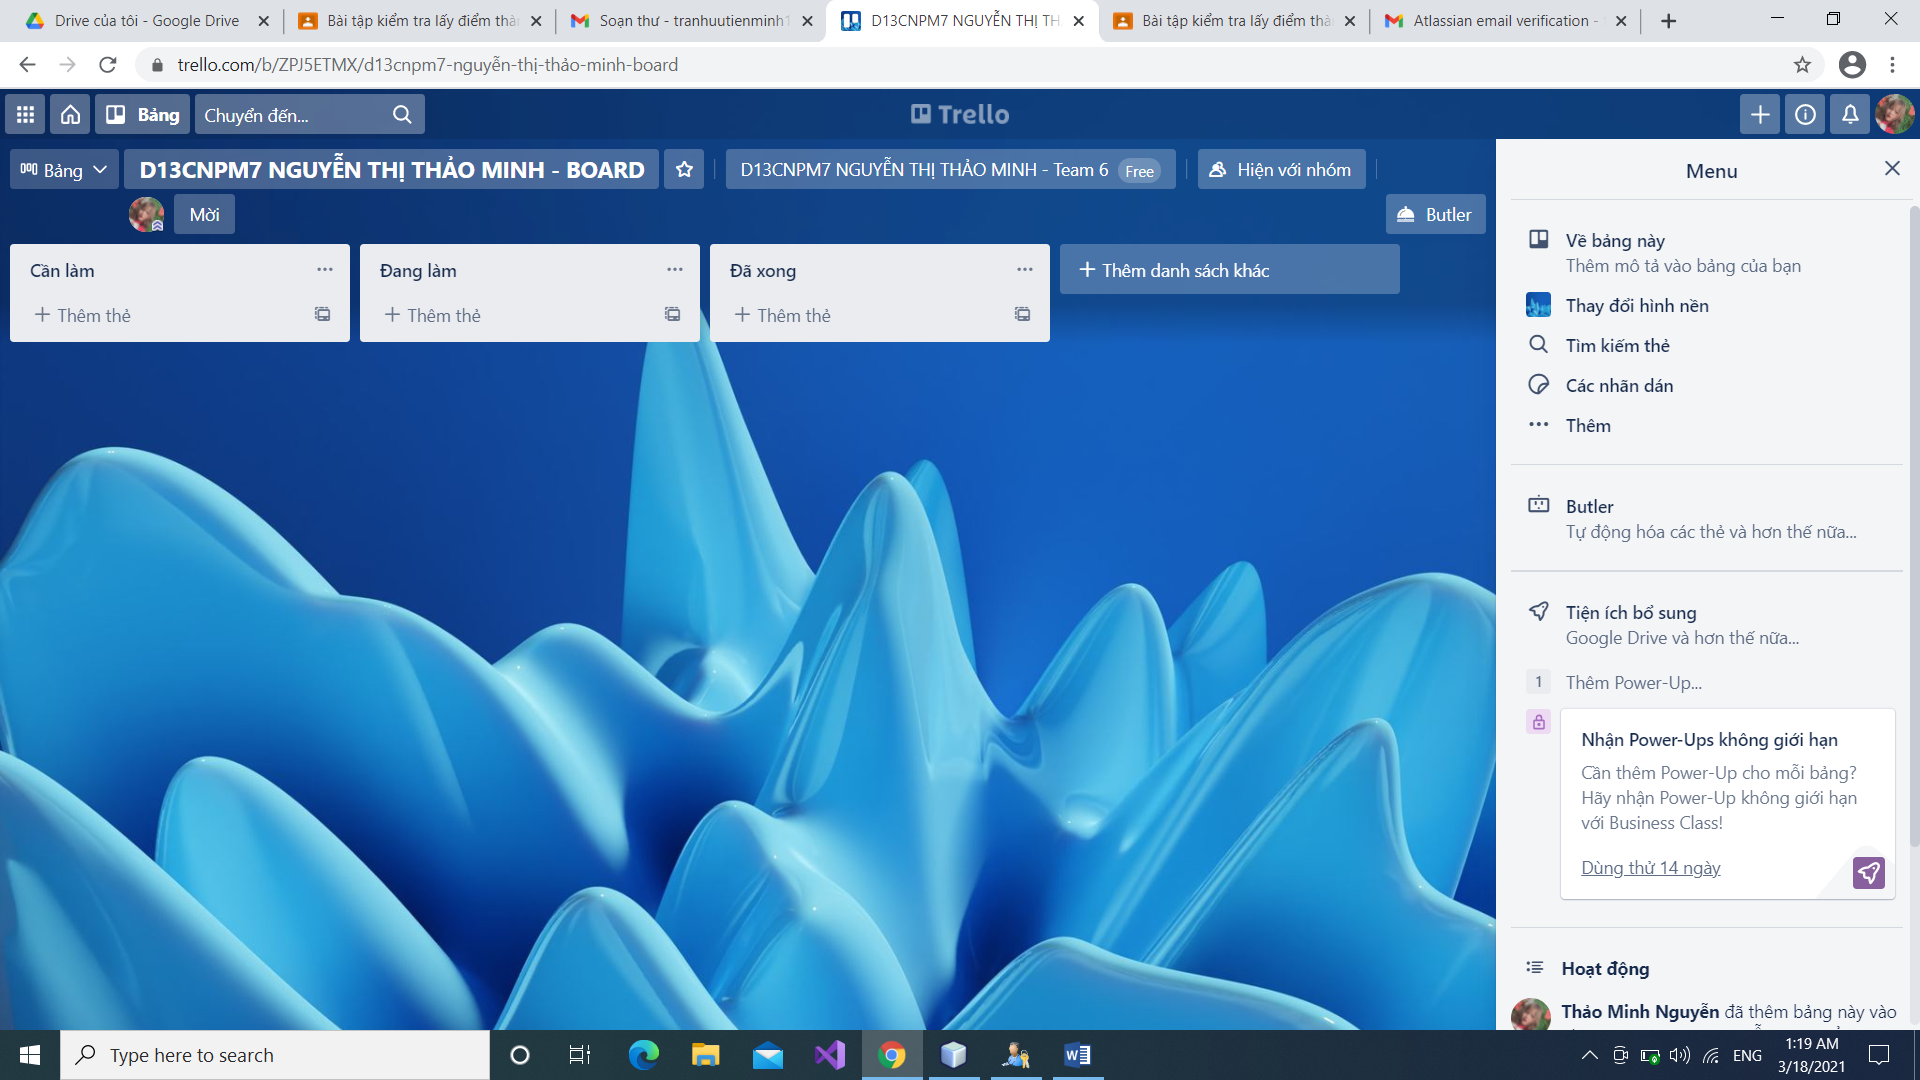 Drive của tôi - Google Drive
Bài tập kiểm tra lấy điểm thàn
Soạn thư - tranhuutienminh1
D13CNPM7 NGUYỄN THỊ TH
Bài tập kiểm tra lấy điểm thàn
Atlassian email verification -
trello.com/b/ZPJ5ETMX/d13cnpm7-nguyễn-thị-thảo-minh-board
Bảng
Chuyển đến...
Trello
Bảng
D13CNPM7 NGUYỄN THỊ THẢO MINH - BOARD
D13CNPM7 NGUYỄN THỊ THẢO MINH - Team 6 Free
Hiện với nhóm
Mời
Butler
Cần làm
Thêm thẻ
Đang làm
Thêm thẻ
Đã xong
Thêm thẻ
Thêm danh sách khác
Menu
Về bảng này
Thêm mô tả vào bảng của bạn
Thay đổi hình nền
Tìm kiếm thẻ
Các nhãn dán
Thêm
Butler
Tự động hóa các thẻ và hơn thế nữa...
Tiện ích bổ sung
Google Drive và hơn thế nữa...
1 Thêm Power-Up...
Nhận Power-Ups không giới hạn
Cần thêm Power-Up cho mỗi bảng?
Hãy nhận Power-Up không giới hạn
với Business Class!
Dùng thử 14 ngày
Hoạt động
Thảo Minh Nguyễn đã thêm bảng này vào
Type here to search
ENG
1:19 AM
3/18/2021